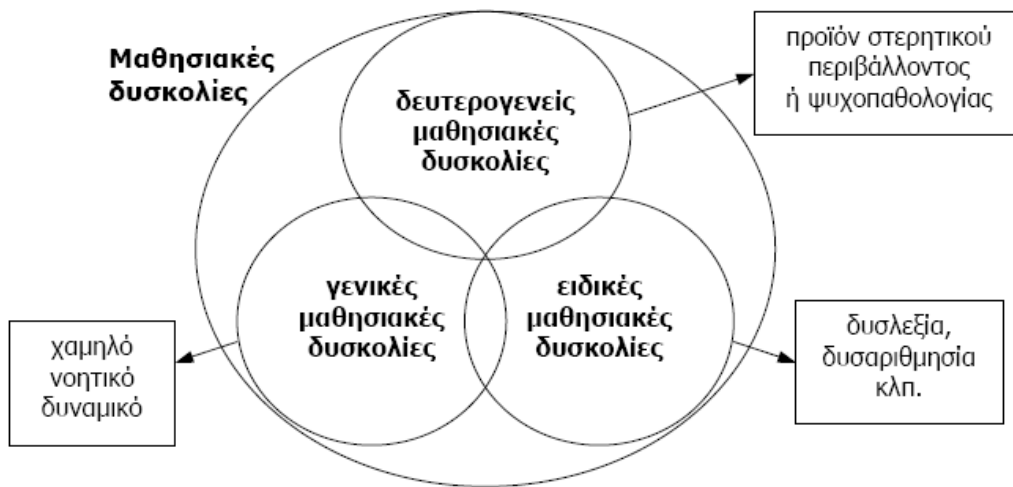 Μαθησιακές
δυσκολίες
δευτερογενείς
μαθησιακές
δυσκολίες
προϊόν στερητικού
περιβάλλοντος
ή ψυχοπαθολογίας
γενικές
μαθησιακές
δυσκολίες
ειδικές
μαθησιακές
δυσκολίες
χαμηλό
νοητικό
δυναμικό
δυσλεξία,
δυσαριθμησία
κλπ.